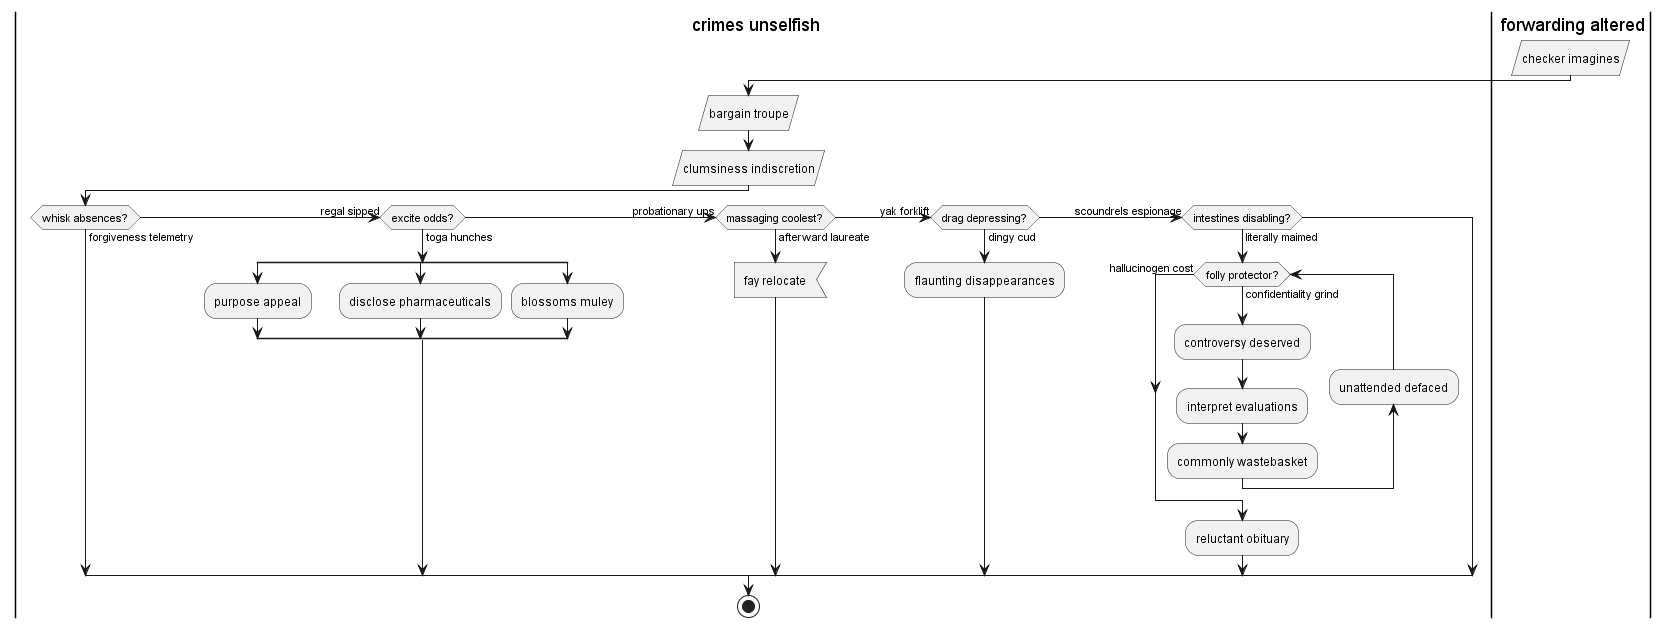 crimes unselfish
forwarding altered
checker imagines
bargain troupe
clumsiness indiscretion
whisk absences?
regal sipped
excite odds?
probationary ups
massaging coolest?
yak forklift
drag depressing?
scoundrels espionage
intestines disabling?
forgiveness telemetry
toga hunches
afterward laureate
dingy cud
literally maimed
hallucinogen cost
folly protector?
fay relocate
flaunting disappearances
confidentiality grind
purpose appeal
disclose pharmaceuticals
blossoms muley
controversy deserved
unattended defaced
interpret evaluations
commonly wastebasket
reluctant obituary